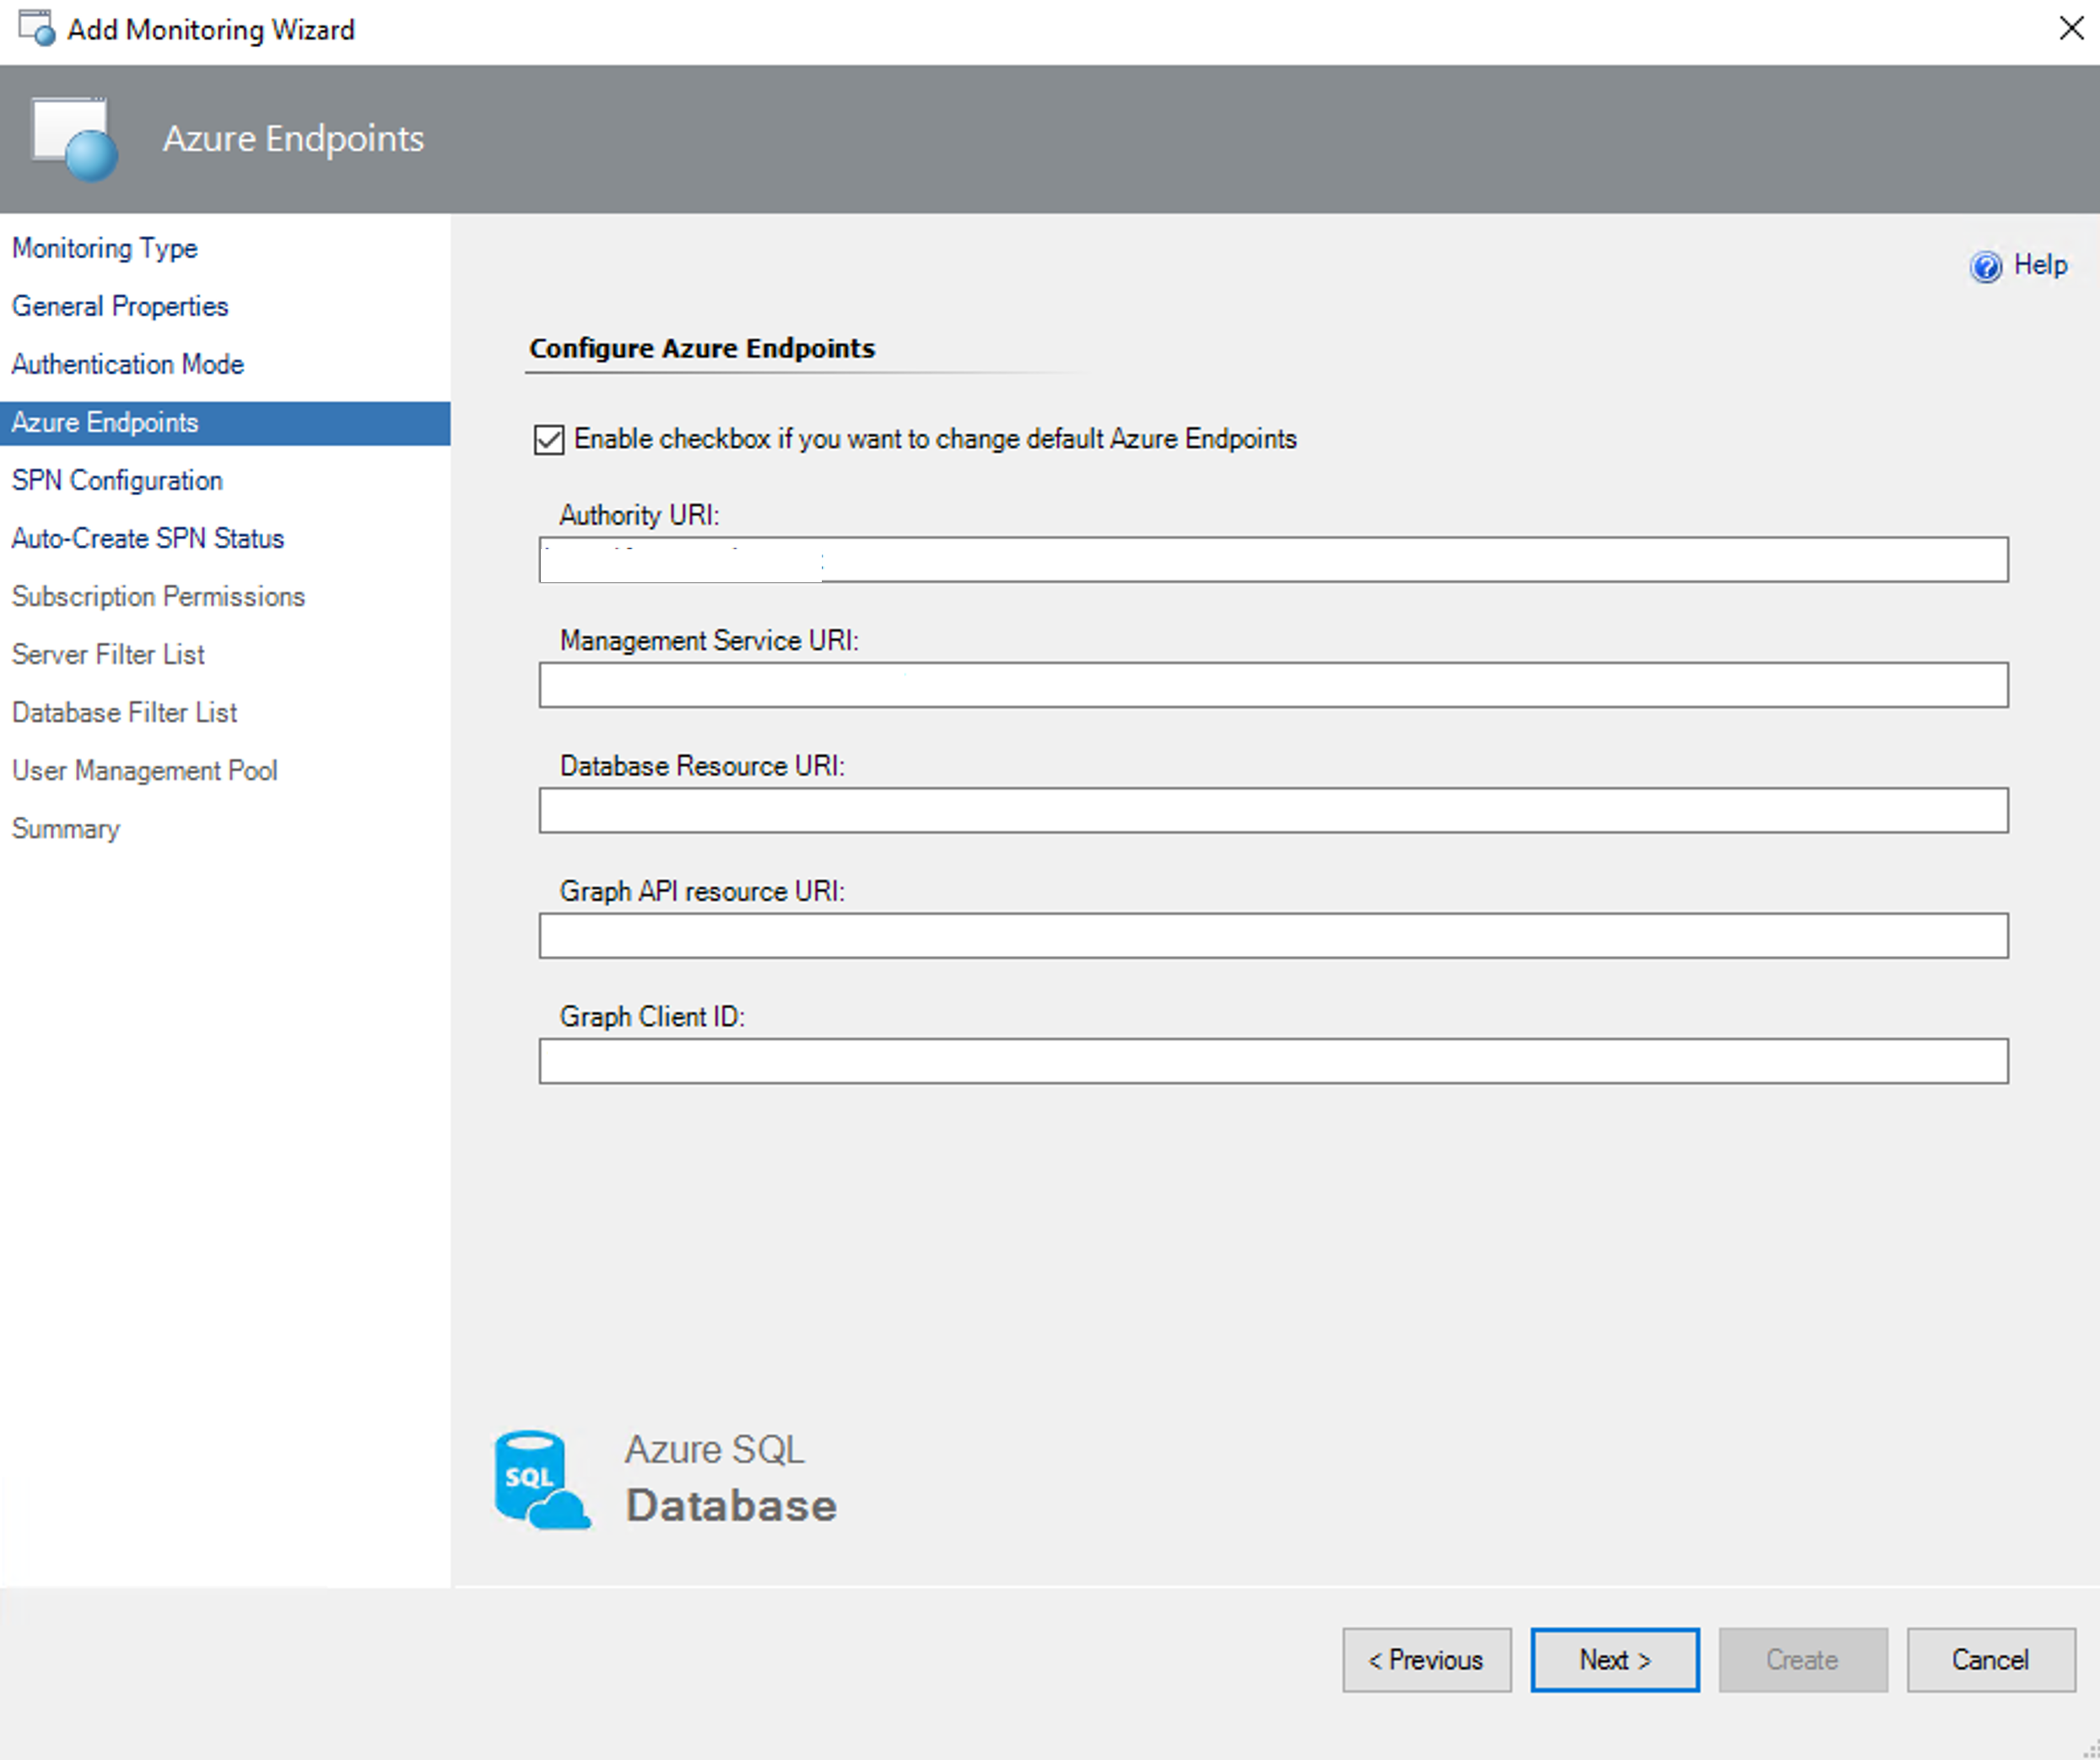 Add Monitoring Wizard
Azure Endpoints
Monitoring Type
General Properties
Authentication Mode
Azure Endpoints
SPN Configuration
Auto-Create SPN Status
Subscription Permissions
Server Filter List
Database Filter List
User Management Pool
Summary
Help
Configure Azure Endpoints
Enable checkbox if you want to change default Azure Endpoints
Authority URI:
Management Service URI:
Database Resource URI:
Graph API resource URI:
Graph Client ID:
SQL
Azure SQL
Database
< Previous
Next >
Create
Cancel